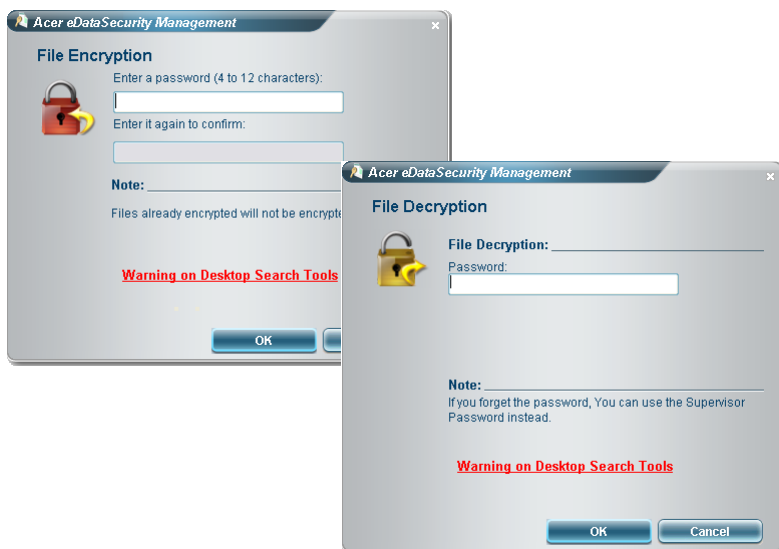 Acer eDataSecurity Management
File Encryption
Enter a password (4 to 12 characters):
Enter it again to confirm:
Note:
Files already encrypted will not be encrypte
Warning on Desktop Search Tools
OK
Acer eDataSecurity Management
File Decryption
File Decryption:
Password:
Note:
If you forget the password, You can use the Supervisor
Password instead.
Warning on Desktop Search Tools
OK
Cancel